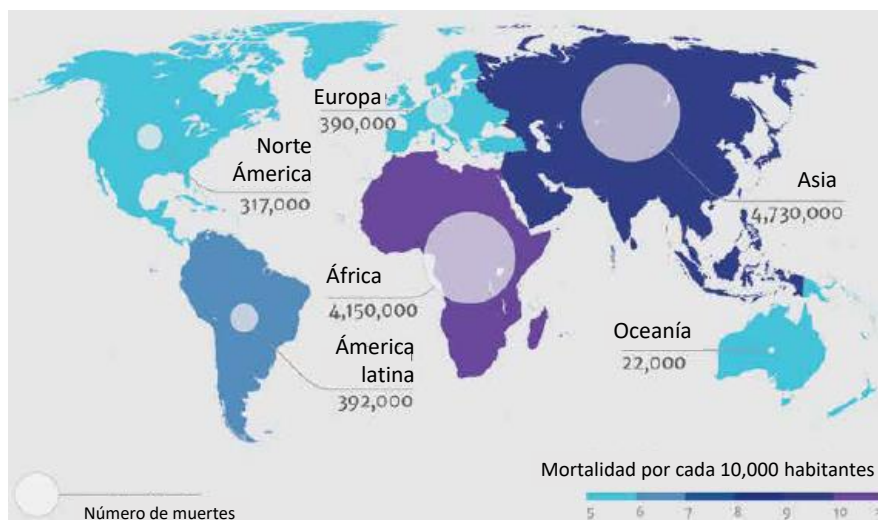 Europa
390,000
Norte
Ámerica
317,000
Asia
4,730,000
África
4,150,000
Ámerica
latina
392,000
Oceanía
22,000
Mortalidad por cada 10,000 habitantes
5 6 7 8 9 10
Número de muertes